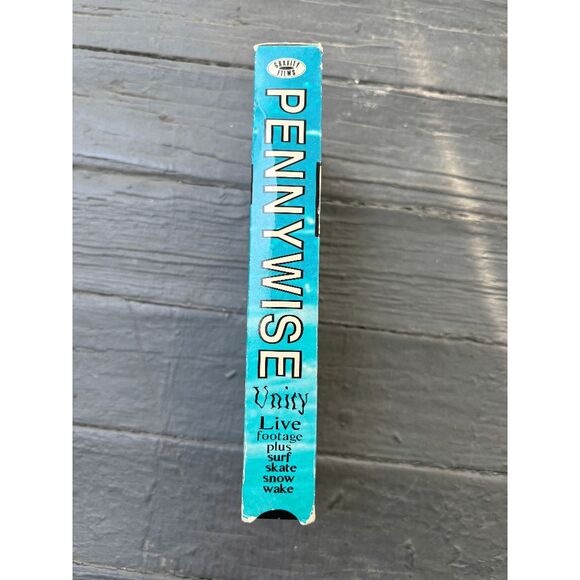 GRAVITY
FILMS
PENNYWISE
Unity
Live
footage
plus
surf
skate
snow
wake